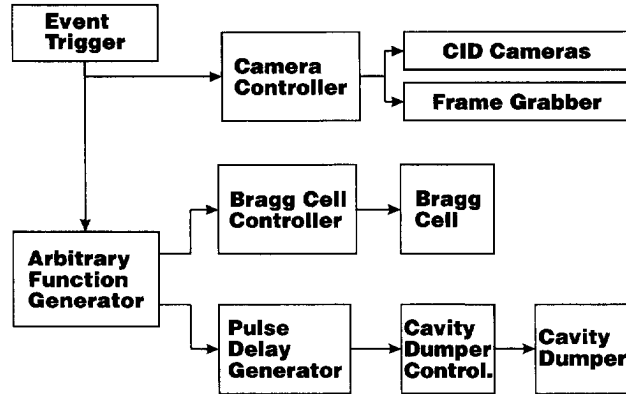 Event
Trigger
Camera
Controller
CID Cameras
Frame Grabber
Bragg Cell
Controller
Bragg
Cell
Arbitrary
Function
Generator
Pulse
Delay
Generator
Cavity
Dumper
Control.
Cavity
Dumper